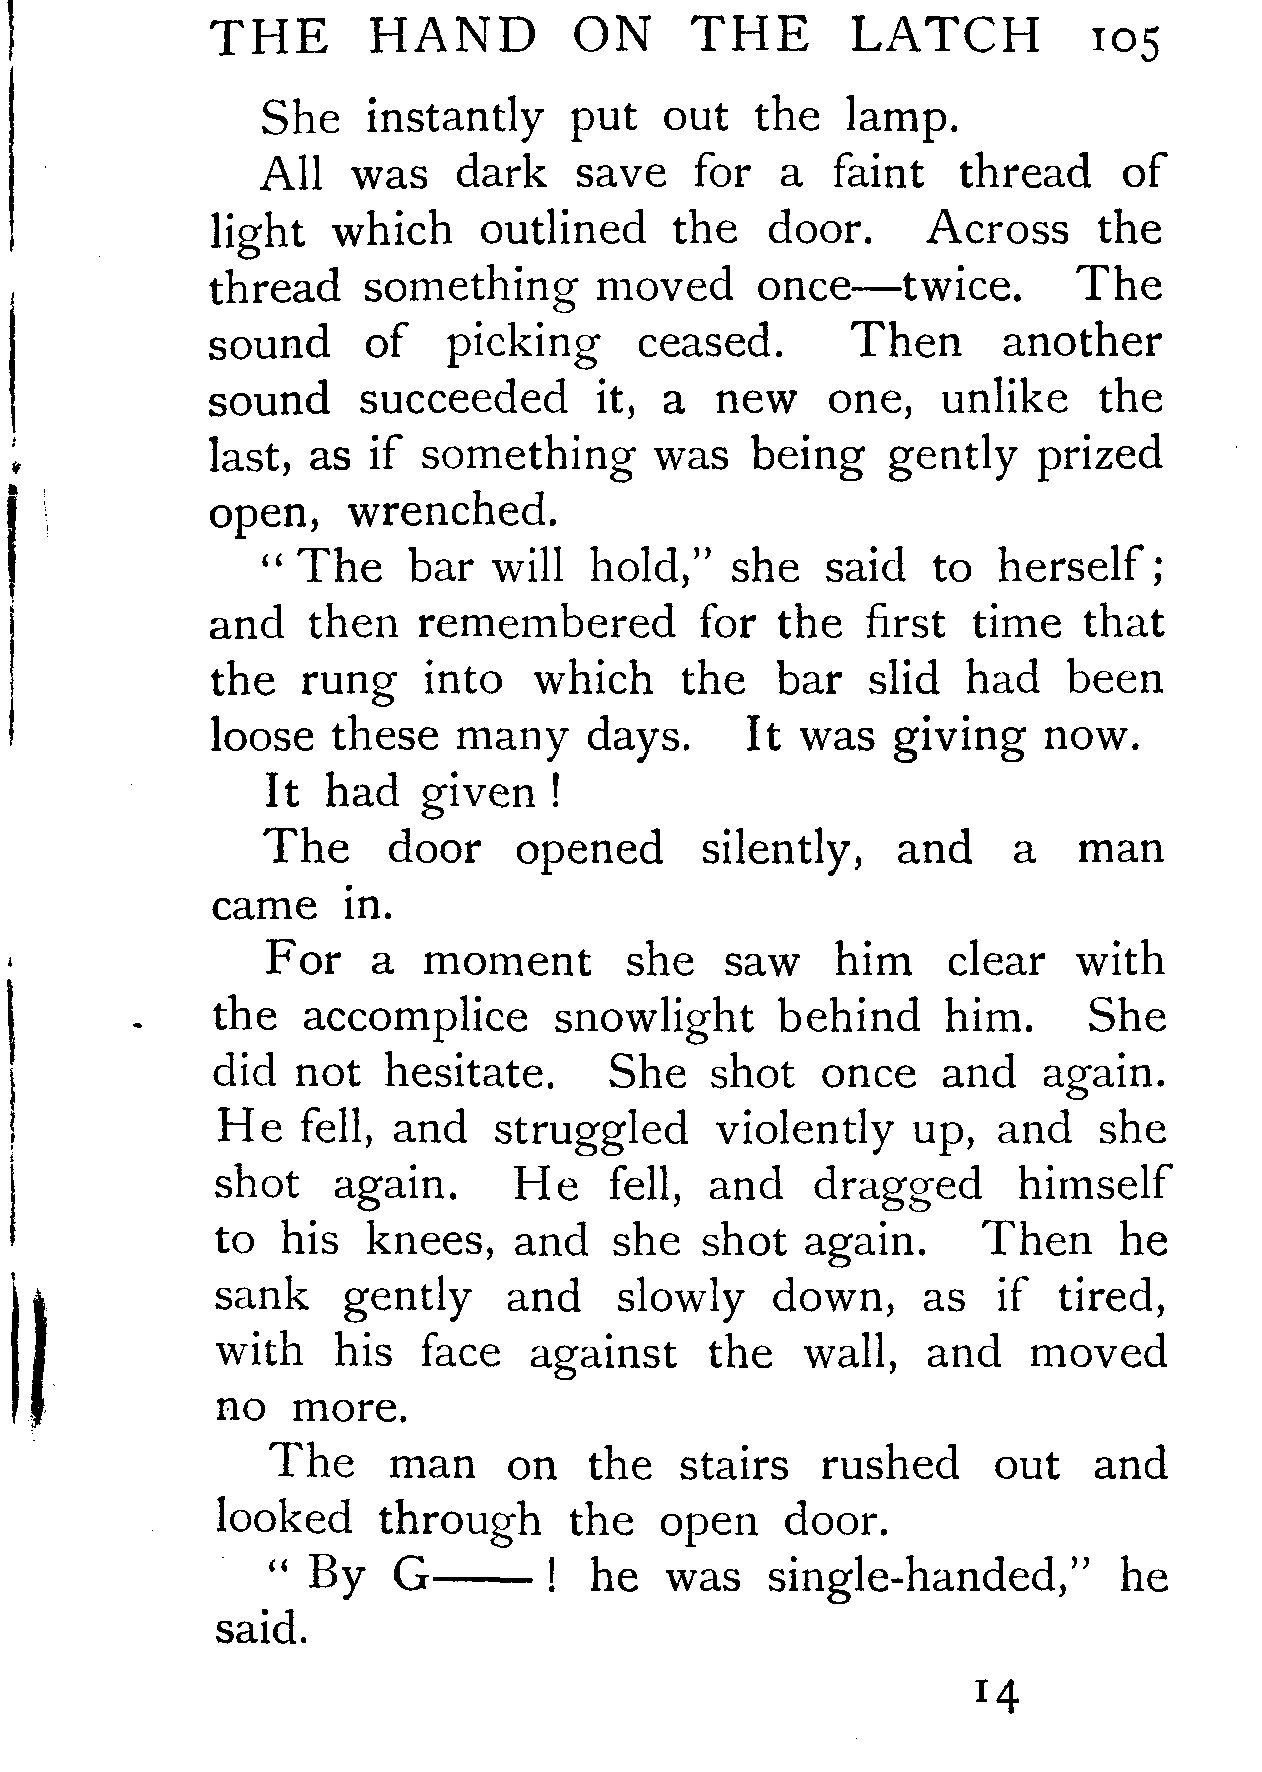 THE HAND ON THE LATCH 105
She instantly put out the lamp.
All was dark save for a faint thread of
light which outlined the door. Across the
thread something moved once—twice. The
sound of picking ceased. Then another
sound succeeded it, a new one, unlike the
last, as if something was being gently prized
open, wrenched.
“ The bar will hold,” she said to herself ;
and then remembered for the first time that
the rung into which the bar slid had been
loose these many days. It was giving now.
It had given !
The door opened silently, and a man
came in.
For a moment she saw him clear with
the accomplice snowlight behind him. She
did not hesitate. She shot once and again.
He fell, and struggled violently up, and she
shot again. He fell, and dragged himself
to his knees, and she shot again. Then he
sank gently and slowly down, as if tired,
with his face against the wall, and moved
no more.
The man on the stairs rushed out and
looked through the open door.
“ By G—— ! he was single-handed,” he
said.
14